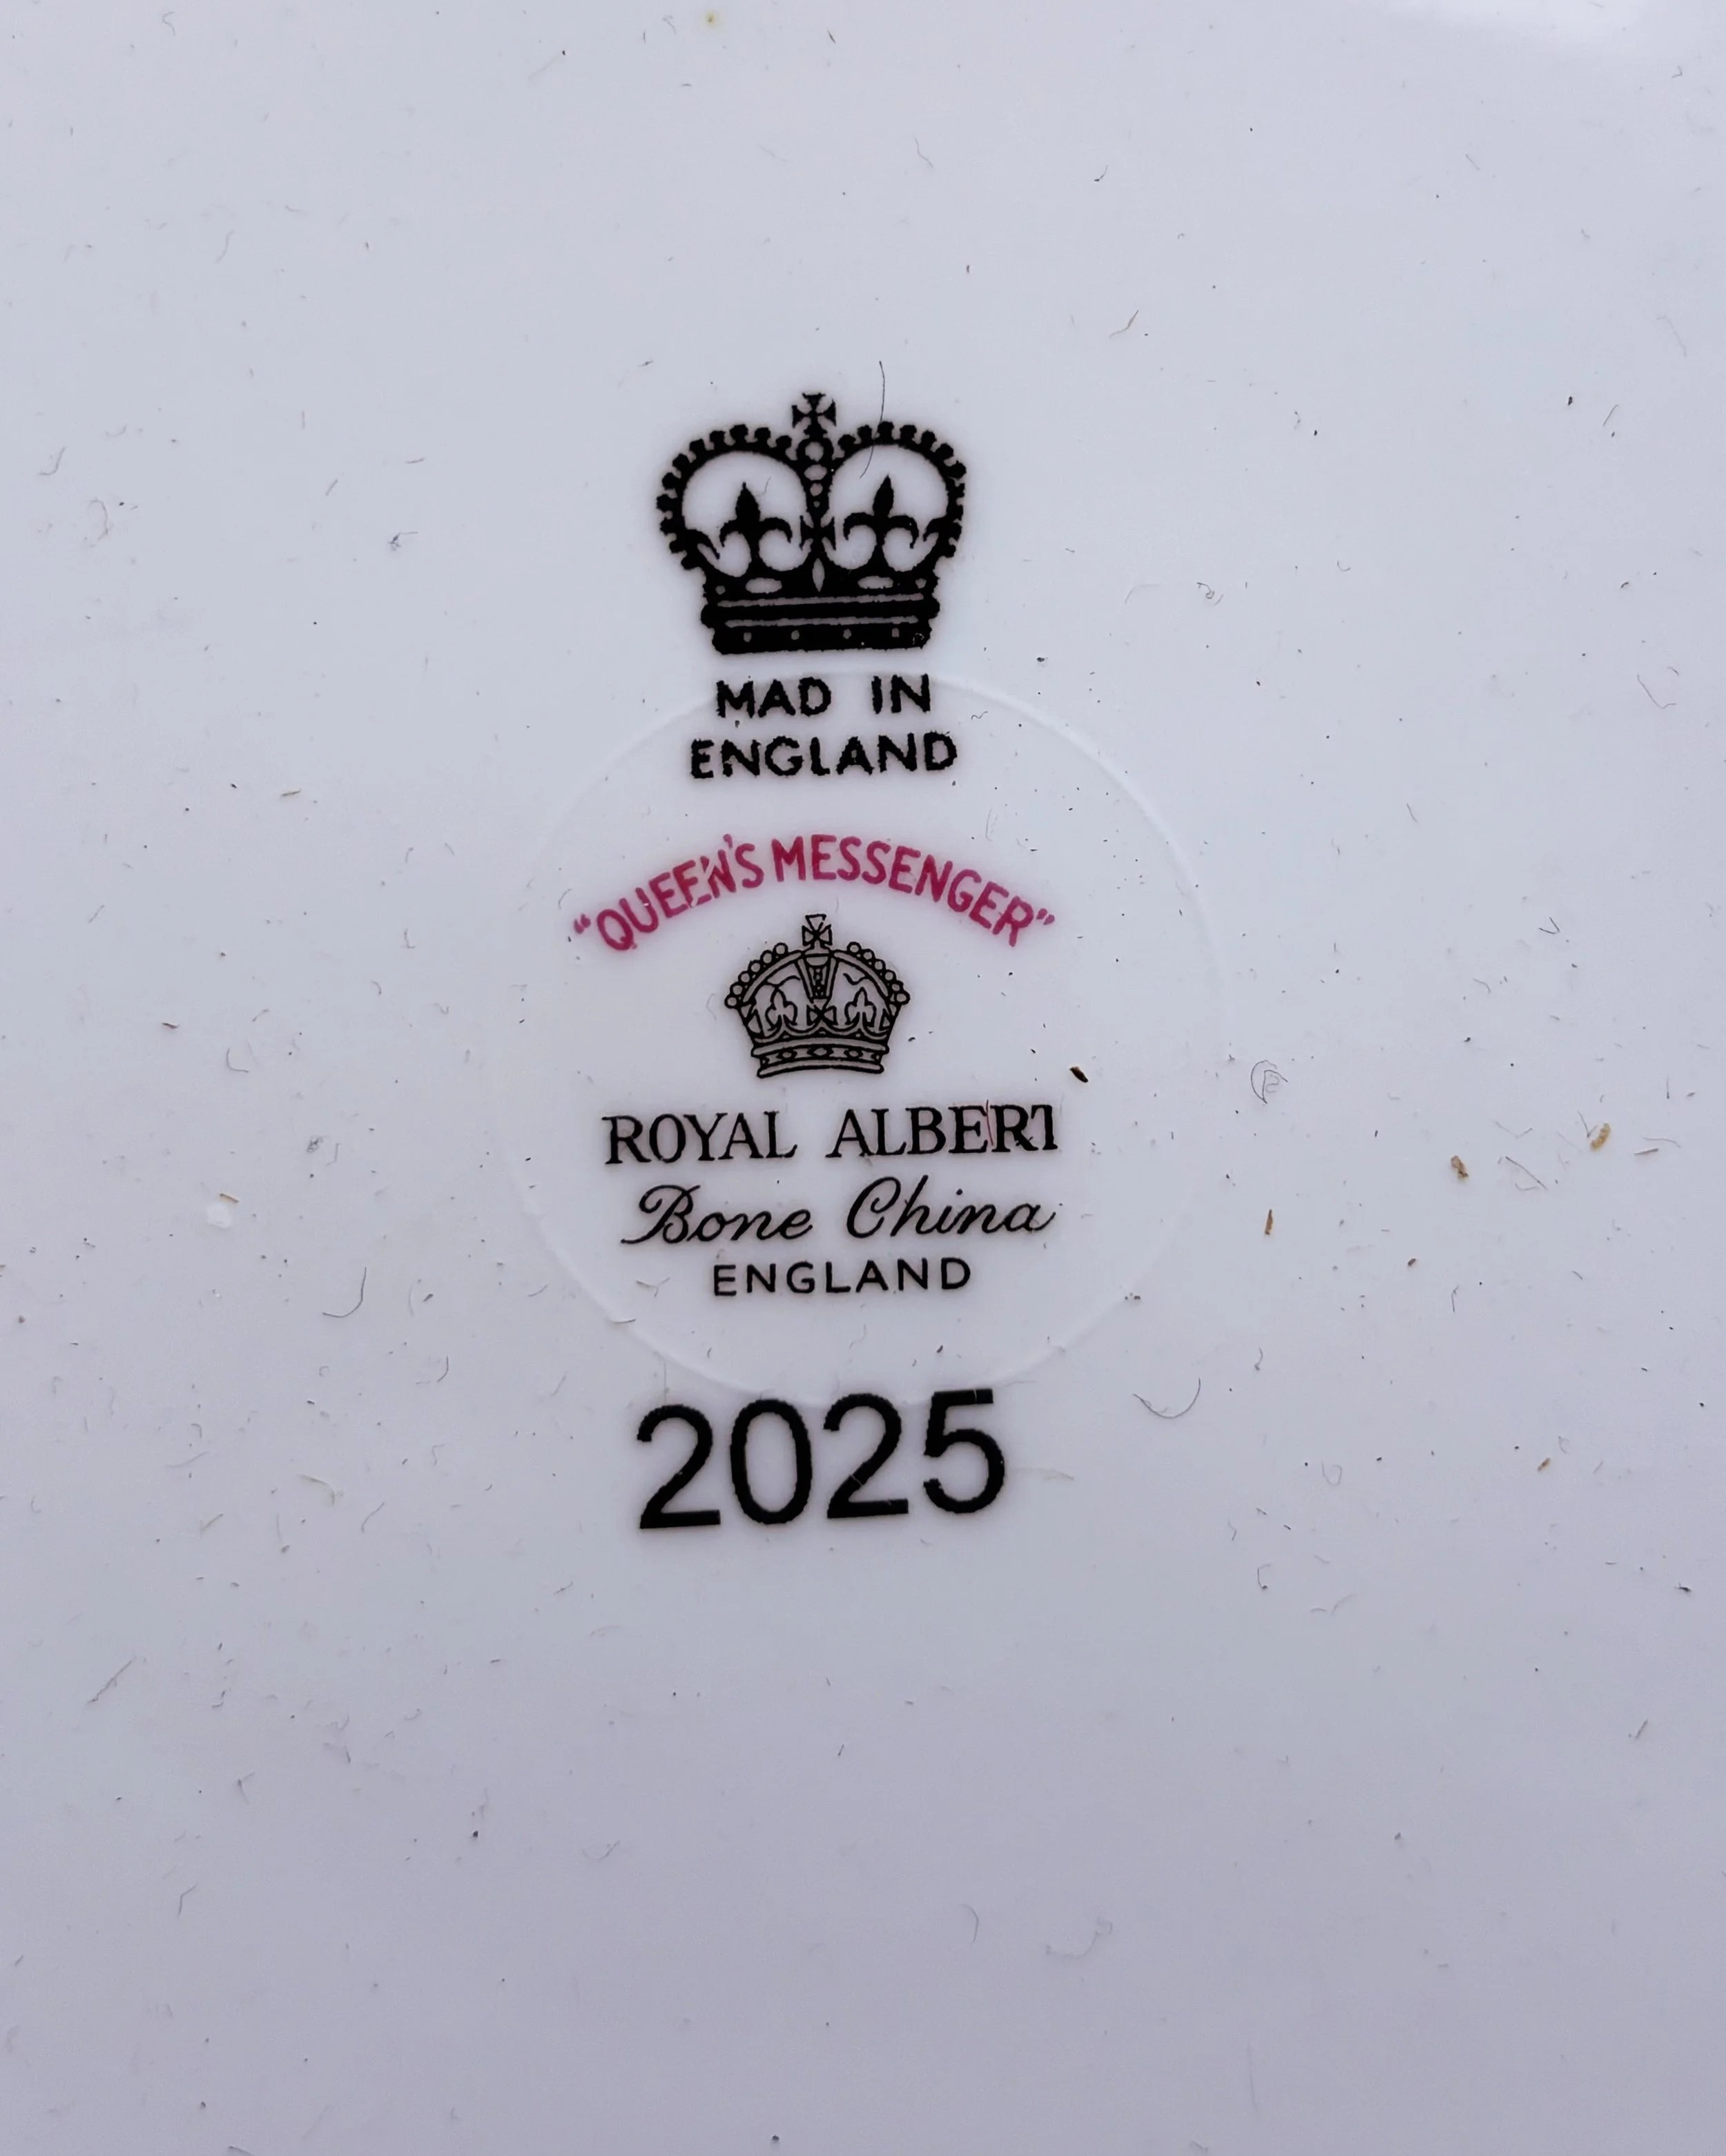 MAD IN
ENGLAND
“QUEEN'S MESSENGER”
ROYAL ALBERT
Bone China
ENGLAND
2025